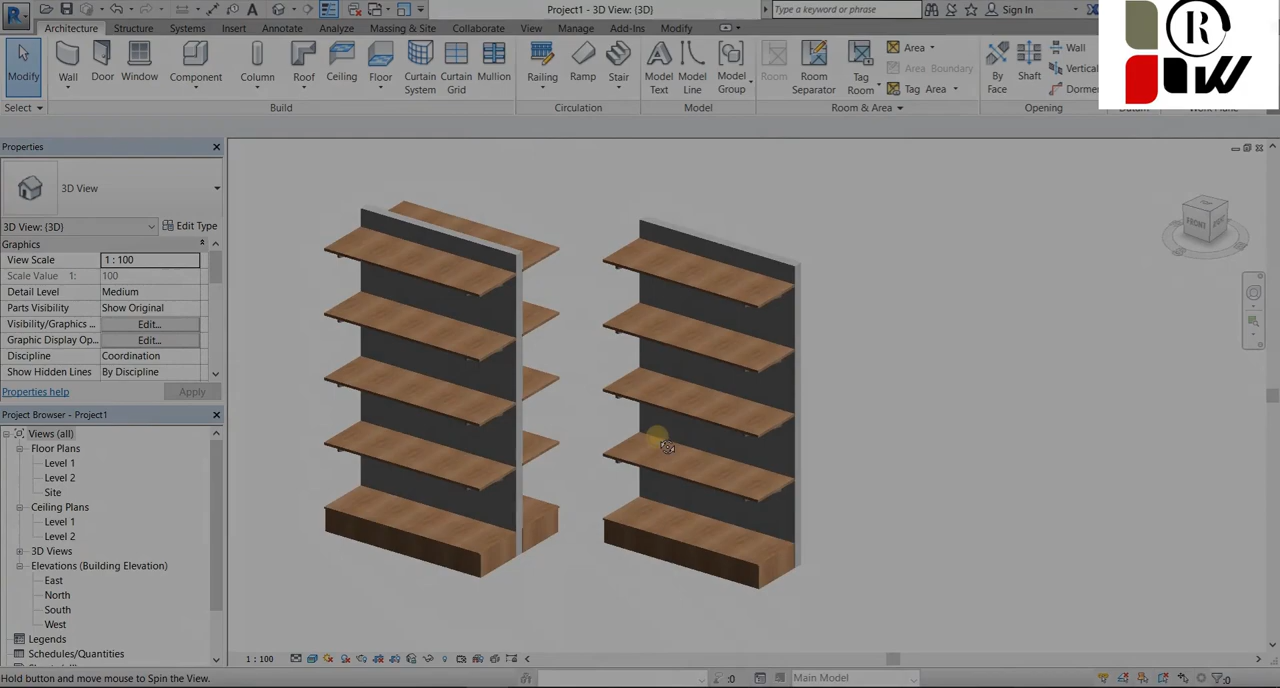 Project1 - 3D View: {3D}
Type a keyword or phrase
Sign In
R
Architecture Structure Systems Insert Annotate Analyze Massing & Site Collaborate View Manage Add-Ins Modify
R
W
Modify
Wall
Door
Window
Component
Column
Roof
Ceiling
Floor
Curtain System
Curtain Grid
Mullion
Railing
Ramp
Stair
Model Text
Model Line
Model Group
Room
Room Separator
Tag Room
Area
Area Boundary
Tag Area
By Face
Shaft
Wall
Vertical
Dorme
Select
Build
Circulation
Model
Room & Area
Opening
Properties
3D View
3D View: {3D}
Edit Type
Graphics
View Scale 1 : 100
Scale Value 1: 100
Detail Level Medium
Parts Visibility Show Original
Visibility/Graphics ... Edit...
Graphic Display Op... Edit...
Discipline Coordination
Show Hidden Lines By Discipline
Properties help
Apply
Project Browser - Project1
Views (all)
Floor Plans
Level 1
Level 2
Site
Ceiling Plans
Level 1
Level 2
3D Views
Elevations (Building Elevation)
East
North
South
West
Legends
Schedules/Quantities
TOP
FRONT
1 : 100
Hold button and move mouse to Spin the View.
:0
Main Model
:0